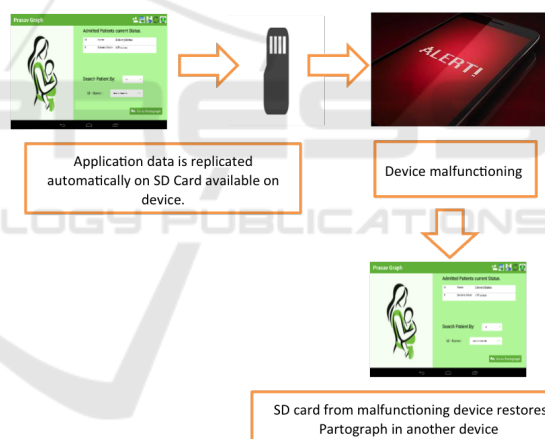 Prasav Graph
Admitted Patients current Status.
Search Patient By:
ALERT!
Application data is replicated
automatically on SD Card available on
device.
Device malfunctioning
LOGY PUBLICATIONS
Prasav Graph
Admitted Patients current Status.
Search Patient By:
SD card from malfunctioning device restores
Partograph in another device